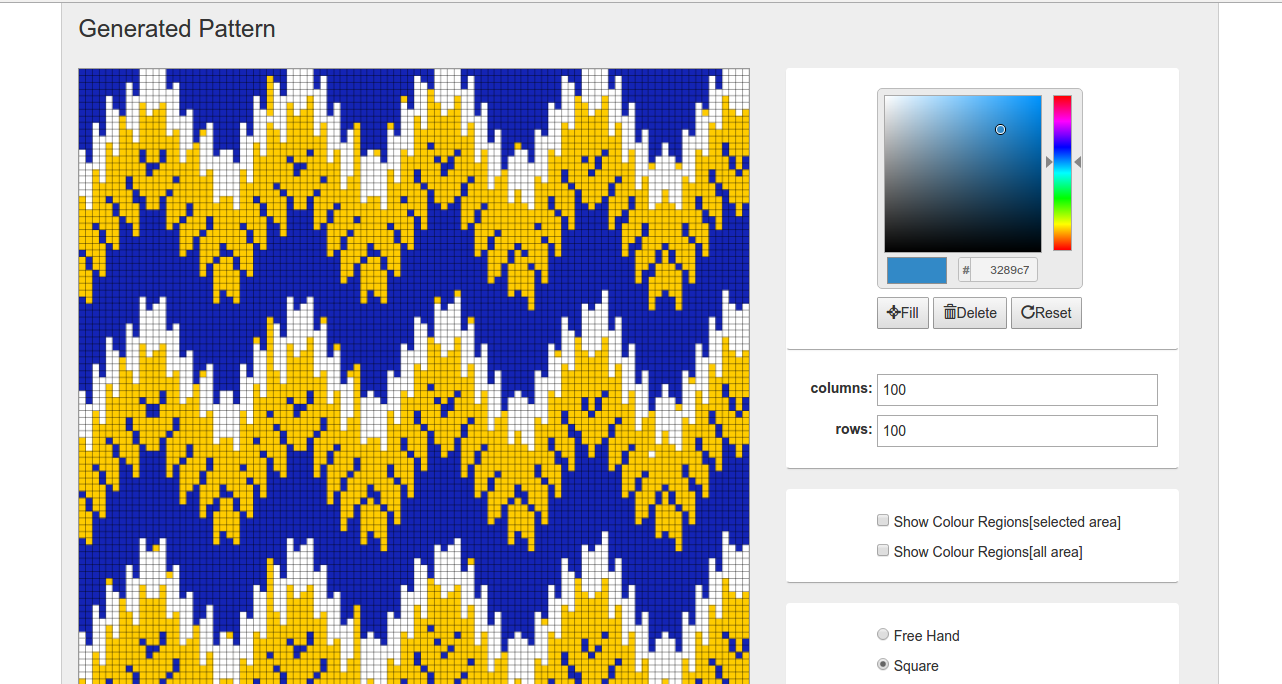 Generated Pattern
# 3289c7
Fill Delete Reset
columns: 100
rows: 100
Show Colour Regions[selected area]
Show Colour Regions[all area]
Free Hand
Square